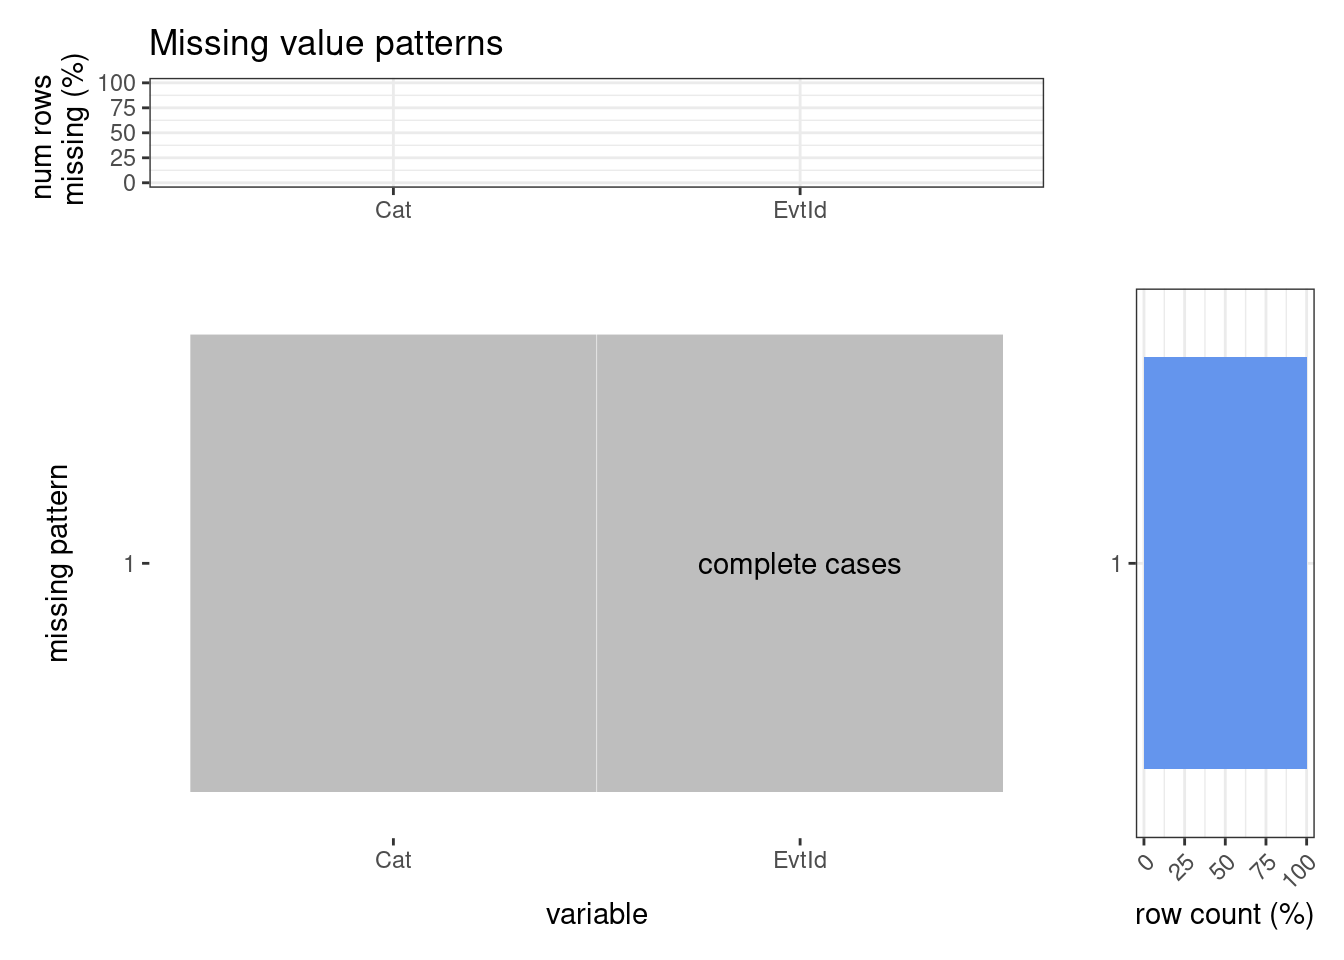 Missing value patterns
num rows
missing (%)
100
75
50
25
0
Cat EvtId
missing pattern
1
complete cases
1
Cat EvtId
0 25 50 75 100
variable
row count (%)